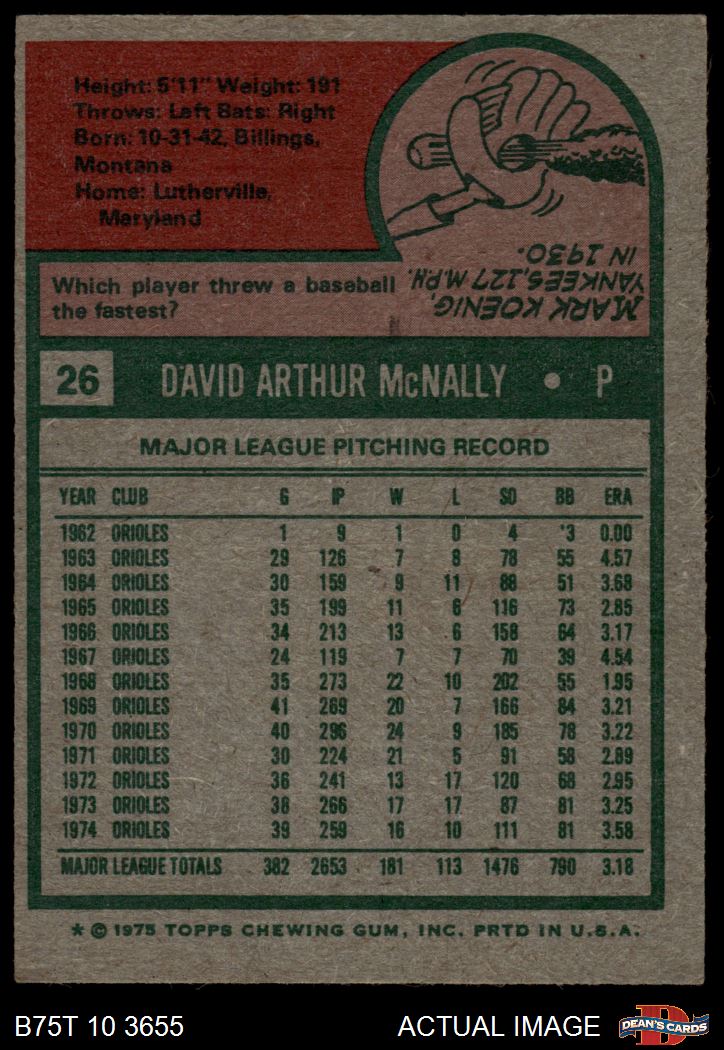 Height: 5'11" Weight: 191
Throws: Left Bats: Right
Born: 10-31-42, Billings,
Montana
Home: Lutherville,
Maryland
Which player threw a baseball
the fastest?
MARK KOENIG,
YANKEES, 127 M.P.H.
IN 1930.
26 DAVID ARTHUR McNALLY • P
MAJOR LEAGUE PITCHING RECORD
YEAR CLUB G IP W L SO BB ERA
1962 ORIOLES 1 9 1 0 4 3 0.00
1963 ORIOLES 29 126 7 8 78 55 4.57
1964 ORIOLES 30 159 9 11 88 51 3.68
1965 ORIOLES 35 199 11 6 116 73 2.85
1966 ORIOLES 34 213 13 6 158 64 3.17
1967 ORIOLES 24 119 7 7 70 39 4.54
1968 ORIOLES 35 273 22 10 202 55 1.95
1969 ORIOLES 41 269 20 7 166 84 3.21
1970 ORIOLES 40 296 24 9 185 78 3.22
1971 ORIOLES 30 224 21 5 91 58 2.89
1972 ORIOLES 36 241 13 17 120 68 2.95
1973 ORIOLES 38 266 17 17 87 81 3.25
1974 ORIOLES 39 259 16 10 111 81 3.58
MAJOR LEAGUE TOTALS 382 2653 181 113 1476 790 3.18
* © 1975 TOPPS CHEWING GUM, INC. PRTD IN U.S.A.
B75T 10 3655 ACTUAL IMAGE D DEAN'S CARDS